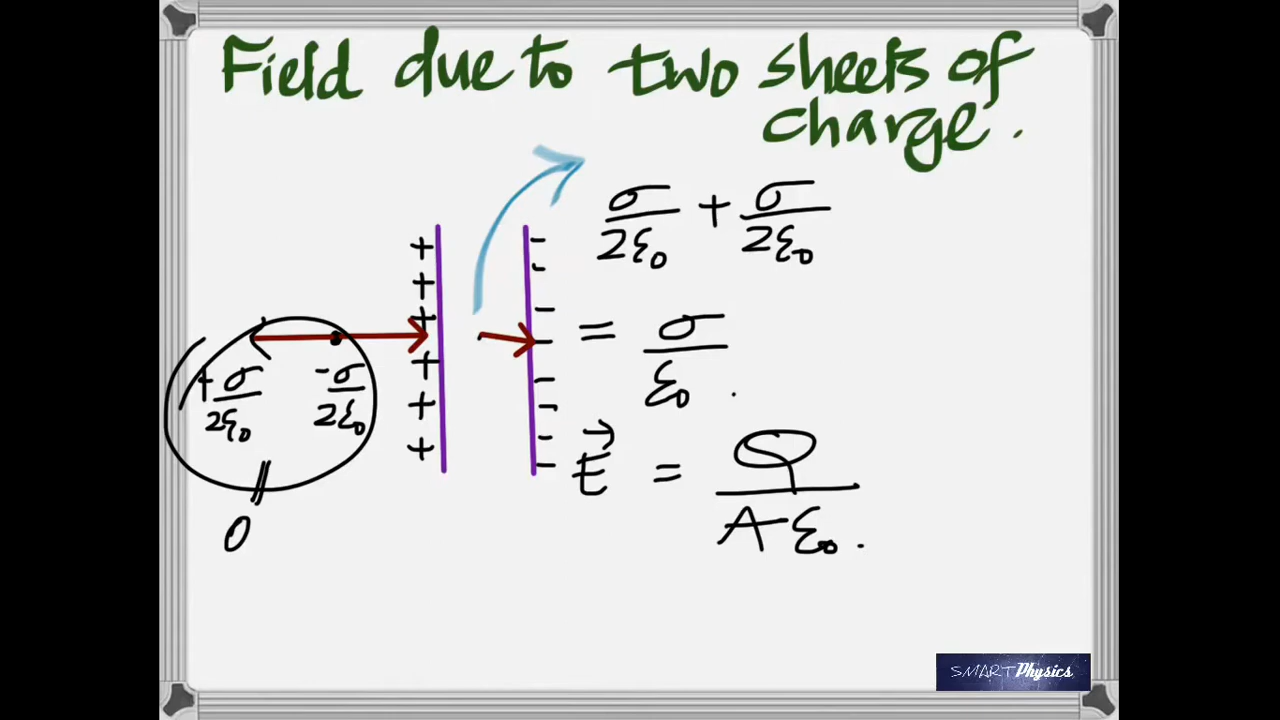 Field due to two sheets of
charge.
σ/2ε₀ + σ/2ε₀
= σ/ε₀.
+σ/2ε₀ -σ/2ε₀
0
E⃗ = Q/Aε₀.
+ + + + + +
- - - - - - - -
SMARTPhysics